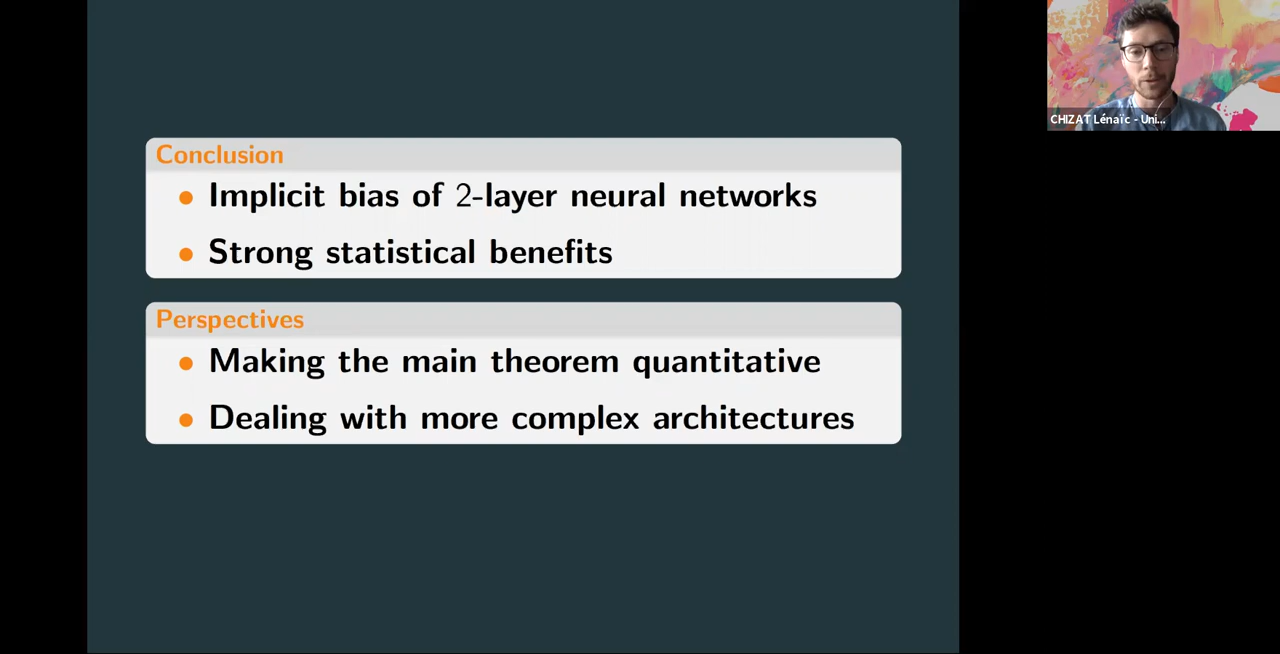 Conclusion
Implicit bias of 2-layer neural networks
Strong statistical benefits
Perspectives
Making the main theorem quantitative
Dealing with more complex architectures
CHIZAT Lénaïc - Uni...